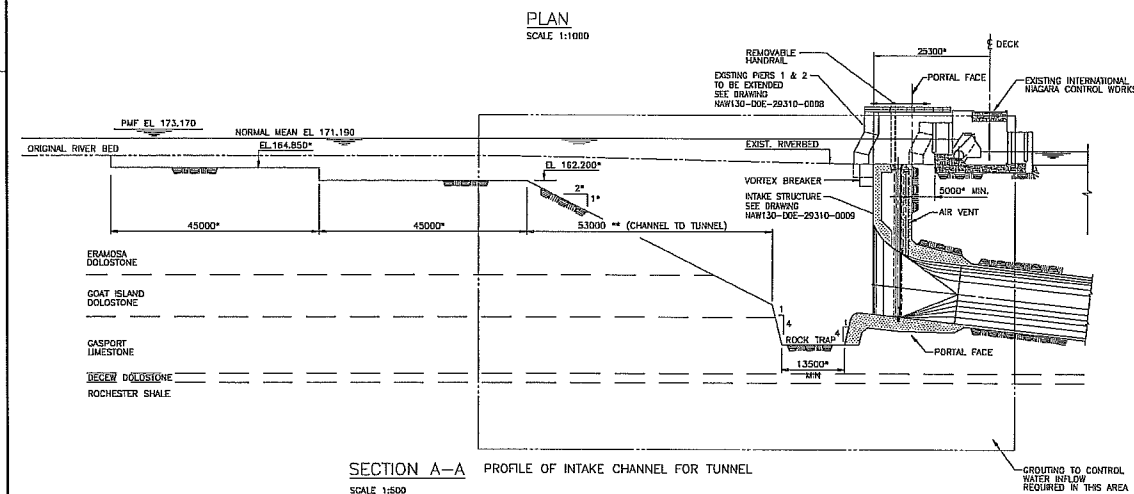 PLAN
SCALE 1:1000
℄ DECK
25300*
REMOVABLE
HANDRAIL
PORTAL FACE
EXISTING PIERS 1 & 2
TO BE EXTENDED
SEE DRAWING
NAW130-D0E-29310-0008
EXISTING INTERNATIONAL
NIAGARA CONTROL WORKS
PMF EL 173.170
NORMAL MEAN EL 171.190
ORIGINAL RIVER BED
EL.164.850*
EXIST. RIVERBED
EL 162.200*
VORTEX BREAKER
2*
1*
5000* MIN.
INTAKE STRUCTURE
SEE DRAWING
NAW130-D0E-29310-0009
AIR VENT
45000*
45000*
53000 ** (CHANNEL TO TUNNEL)
ERAMOSA
DOLOSTONE
GOAT ISLAND
DOLOSTONE
1
4
ROCK TRAP
4
1
GASPORT
LIMESTONE
PORTAL FACE
13500*
MIN
DECEW DOLOSTONE
ROCHESTER SHALE
SECTION A-A PROFILE OF INTAKE CHANNEL FOR TUNNEL
SCALE 1:500
GROUTING TO CONTROL
WATER INFLOW
REQUIRED IN THIS AREA